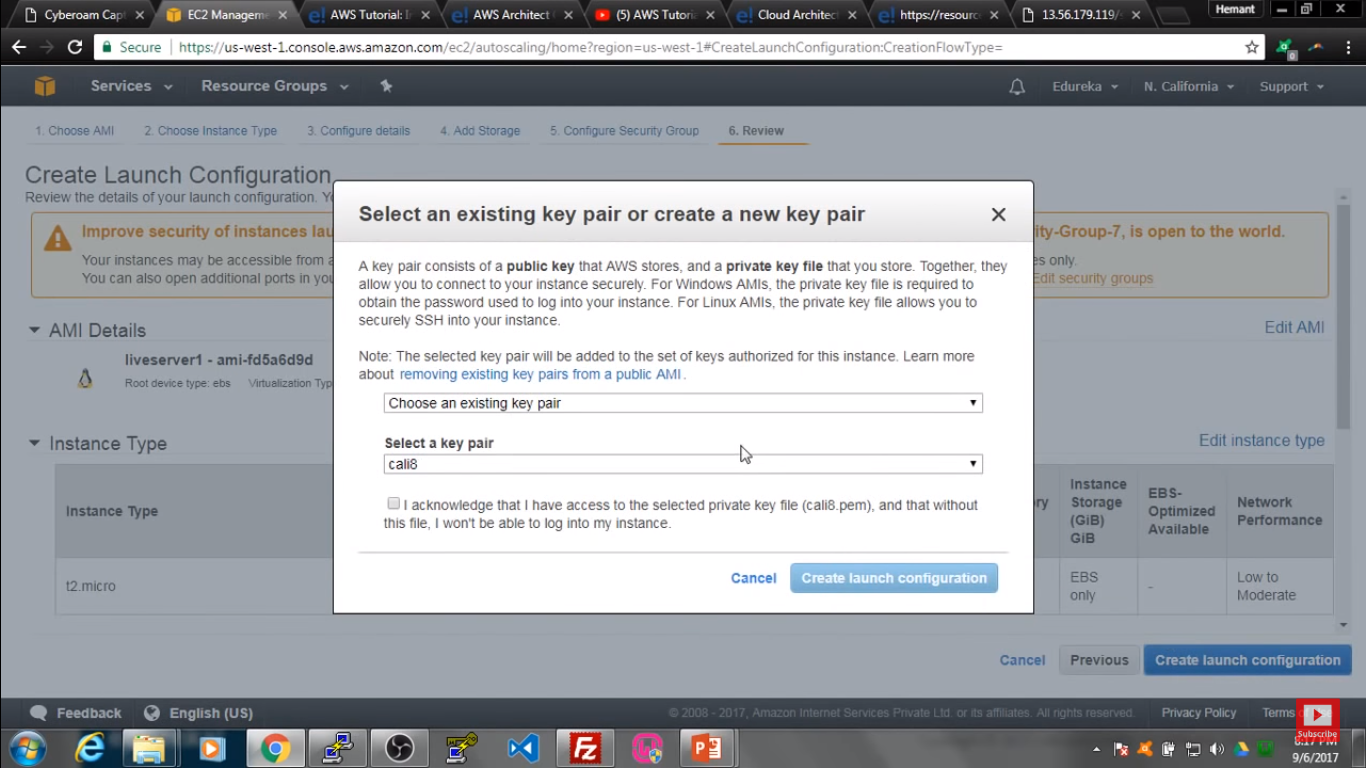 Cyberoam Capt
EC2 Management
AWS Tutorial: I
AWS Architect
(5) AWS Tutoria
Cloud Architect
https://resourc
13.56.179.119/s
Hemant
Secure
https://us-west-1.console.aws.amazon.com/ec2/autoscaling/home?region=us-west-1#CreateLaunchConfiguration:CreationFlowType=
0
Services
Resource Groups
Edureka
N. California
Support
1. Choose AMI
2. Choose Instance Type
3. Configure details
4. Add Storage
5. Configure Security Group
6. Review
Create Launch Configuration
Review the details of your launch configuration.
Improve security of instances
ity-Group-7, is open to the world.
Your instances may be accessible from
es only.
You can also open additional ports in
Edit security groups
AMI Details
Edit AMI
liveserver1 - ami-fd5a6d9d
Root device type: ebs Virtualization Typ
Instance Type
Edit instance type
Instance Type
ry
Instance Storage (GiB) GiB
EBS-Optimized Available
Network Performance
t2.micro
EBS only
-
Low to Moderate
Select an existing key pair or create a new key pair
A key pair consists of a public key that AWS stores, and a private key file that you store. Together, they
allow you to connect to your instance securely. For Windows AMIs, the private key file is required to
obtain the password used to log into your instance. For Linux AMIs, the private key file allows you to
securely SSH into your instance.
Note: The selected key pair will be added to the set of keys authorized for this instance. Learn more
about removing existing key pairs from a public AMI .
Choose an existing key pair
Select a key pair
cali8
I acknowledge that I have access to the selected private key file (cali8.pem), and that without
this file, I won't be able to log into my instance.
Cancel
Create launch configuration
Cancel
Previous
Create launch configuration
Feedback
English (US)
© 2008 - 2017, Amazon Internet Services Private Ltd. or its affiliates. All rights reserved.
Privacy Policy
Terms
Subscribe
9/6/2017